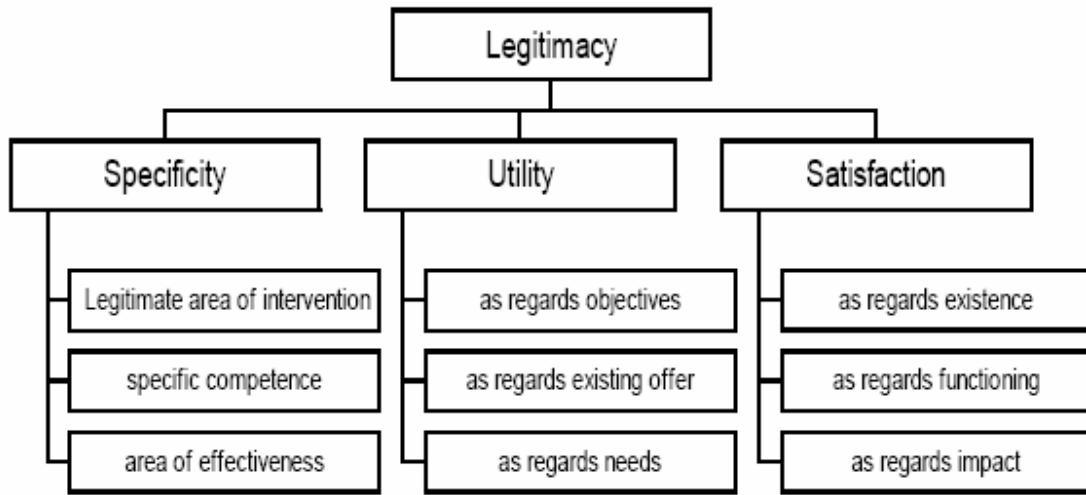 Legitimacy
Specificity
Utility
Satisfaction
Legitimate area of intervention
as regards objectives
as regards existence
specific competence
as regards existing offer
as regards functioning
area of effectiveness
as regards needs
as regards impact